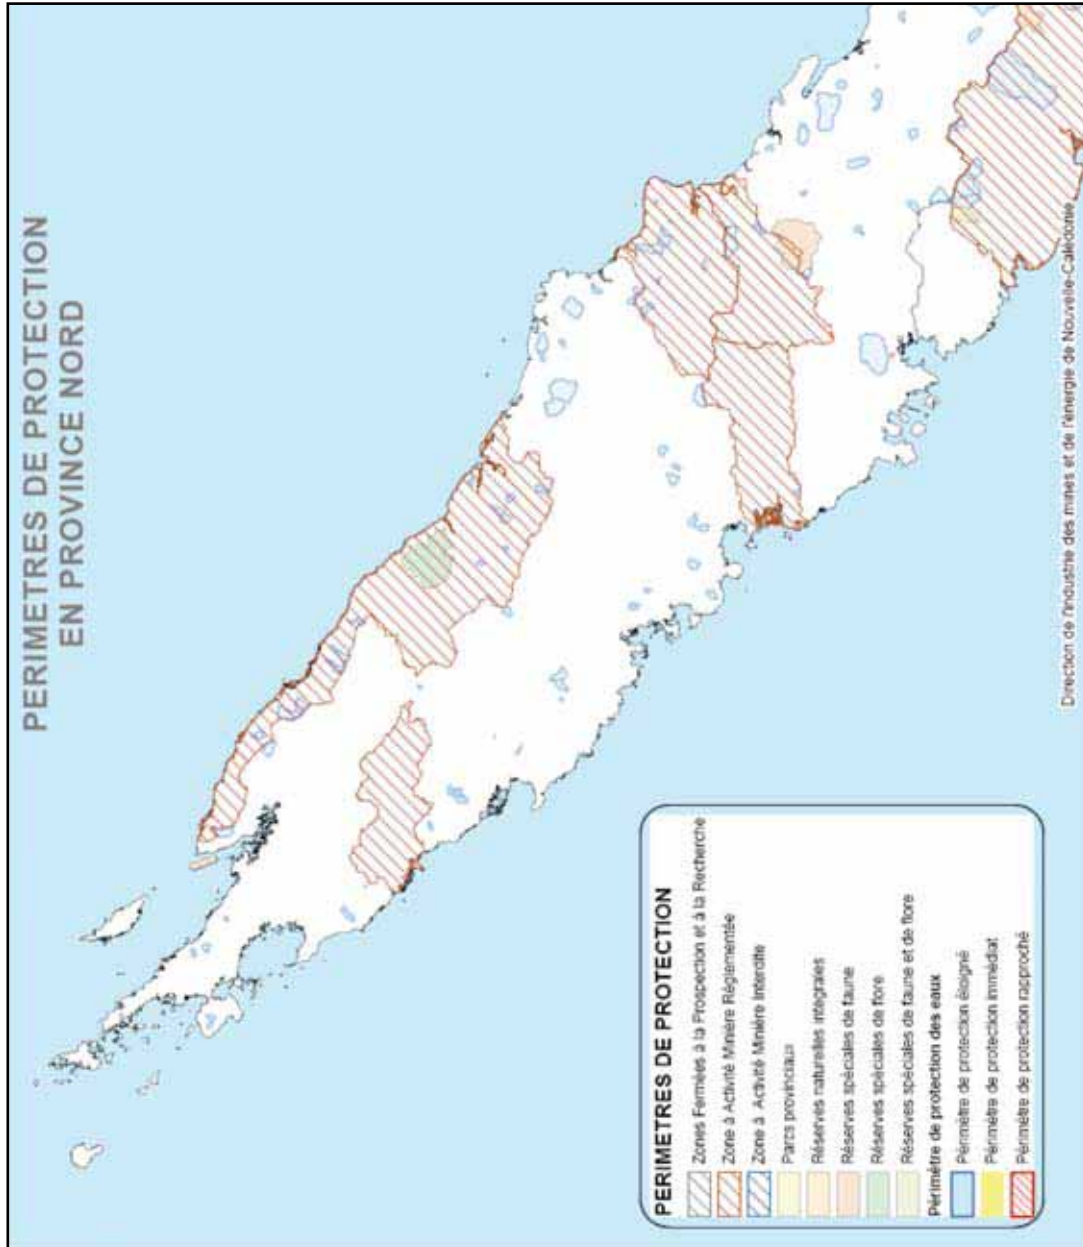 PERIMETRES DE PROTECTION
EN PROVINCE NORD
PERIMETRES DE PROTECTION
Zones Fermées à la Prospection et à la Recherche
Zone à Activité Minière Réglementée
Zone à Activité Minière Interdite
Parcs provinciaux
Réserves naturelles intégrales
Réserves spéciales de faune
Réserves spéciales de flore
Réserves spéciales de faune et de flore
Périmètre de protection des eaux
Périmètre de protection éloigné
Périmètre de protection immédiat
Périmètre de protection rapproché
Direction de l'industrie des mines et de l'énergie de Nouvelle-Calédonie